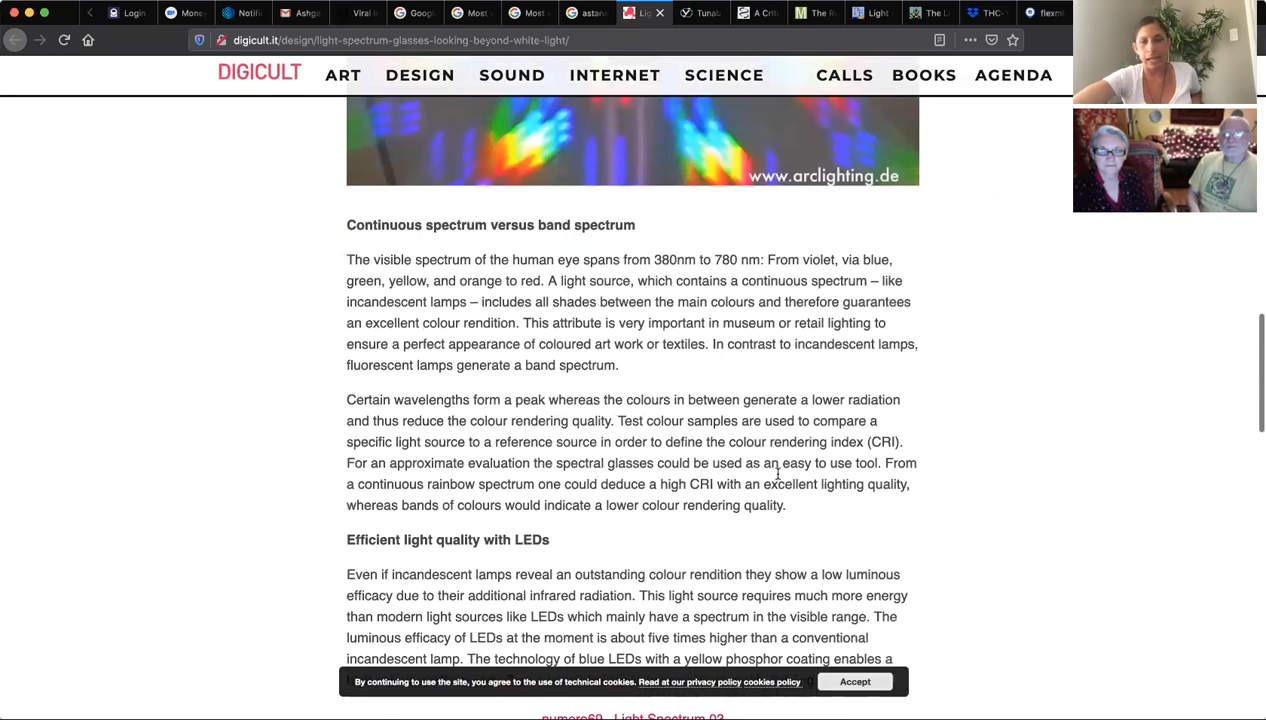 Login
Money
Notific
Ashga
Viral in
Googl
Most v
Most v
astana
Lig
Tunab
A Crit
The R
Light
The Li
THC-
flexmi
digicult.it/design/light-spectrum-glasses-looking-beyond-white-light/
DIGICULT ART DESIGN SOUND INTERNET SCIENCE CALLS BOOKS AGENDA
www.arclighting.de
Continuous spectrum versus band spectrum
The visible spectrum of the human eye spans from 380nm to 780 nm: From violet, via blue,
green, yellow, and orange to red. A light source, which contains a continuous spectrum – like
incandescent lamps – includes all shades between the main colours and therefore guarantees
an excellent colour rendition. This attribute is very important in museum or retail lighting to
ensure a perfect appearance of coloured art work or textiles. In contrast to incandescent lamps,
fluorescent lamps generate a band spectrum.
Certain wavelengths form a peak whereas the colours in between generate a lower radiation
and thus reduce the colour rendering quality. Test colour samples are used to compare a
specific light source to a reference source in order to define the colour rendering index (CRI).
For an approximate evaluation the spectral glasses could be used as an easy to use tool. From
a continuous rainbow spectrum one could deduce a high CRI with an excellent lighting quality,
whereas bands of colours would indicate a lower colour rendering quality.
Efficient light quality with LEDs
Even if incandescent lamps reveal an outstanding colour rendition they show a low luminous
efficacy due to their additional infrared radiation. This light source requires much more energy
than modern light sources like LEDs which mainly have a spectrum in the visible range. The
luminous efficacy of LEDs at the moment is about five times higher than a conventional
incandescent lamp. The technology of blue LEDs with a yellow phosphor coating enables a
By continuing to use the site, you agree to the use of technical cookies. Read at our privacy policy cookies policy Accept
numero69 - Light Spectrum 03